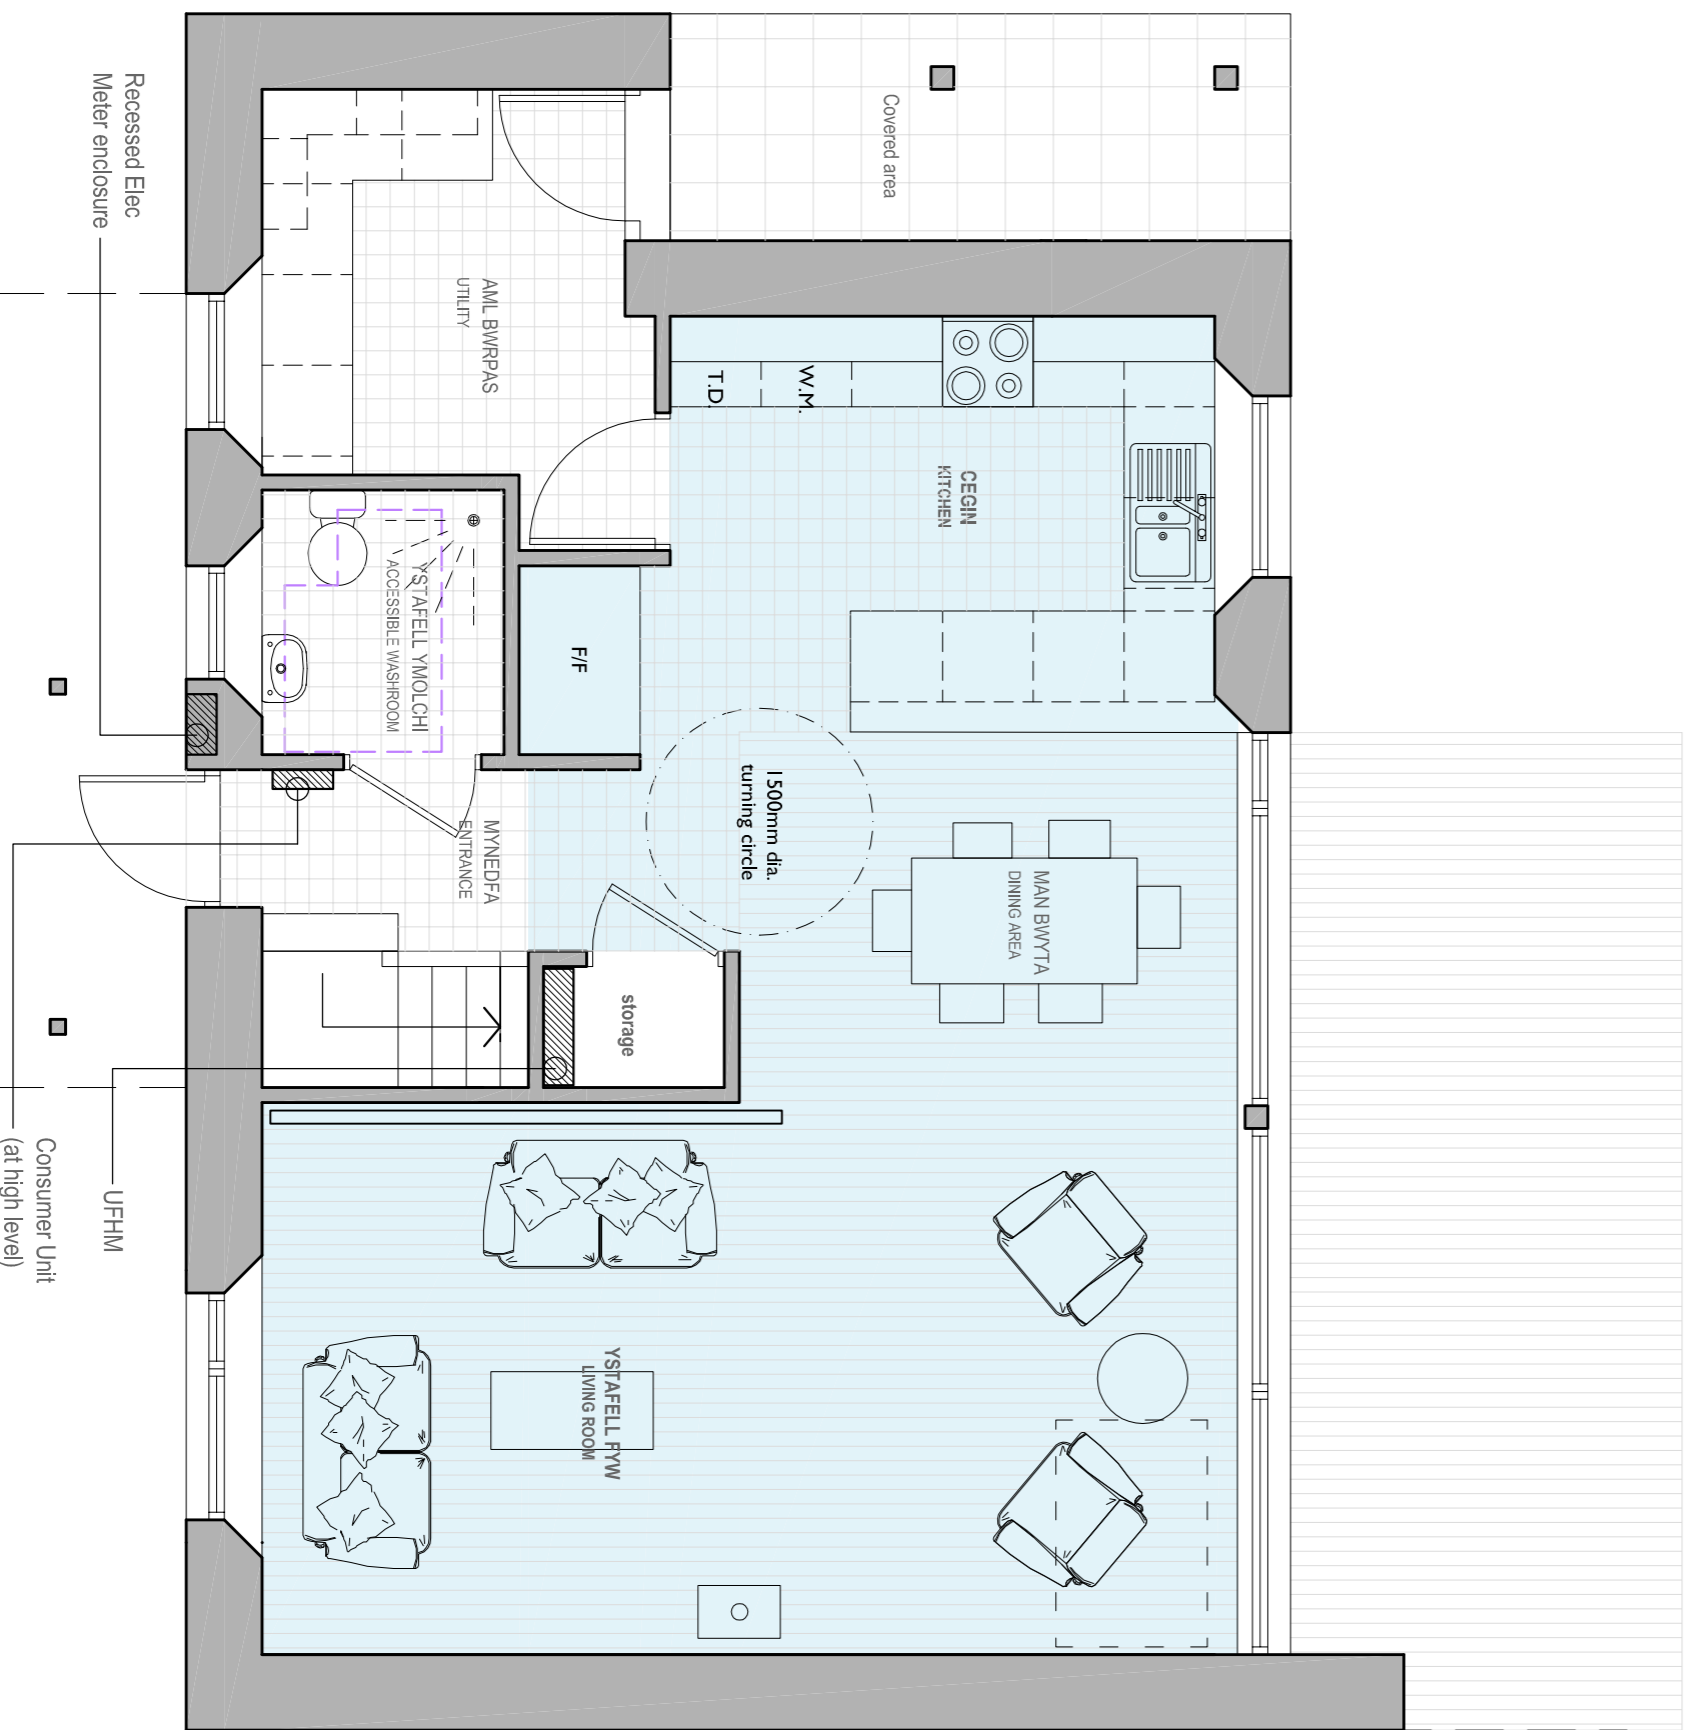 Recessed Elec
Meter enclosure
Covered area
AML BWRPAS
UTILITY
T.D.
W.M.
CEGIN
KITCHEN
YSTAFELL YMOLCHI
ACCESSIBLE WASHROOM
F/F
1500mm dia.
turning circle
MYNEDFA
ENTRANCE
MAN BWYTA
DINING AREA
storage
UFHM
Consumer Unit
(at high level)
YSTAFELL FYW
LIVING ROOM